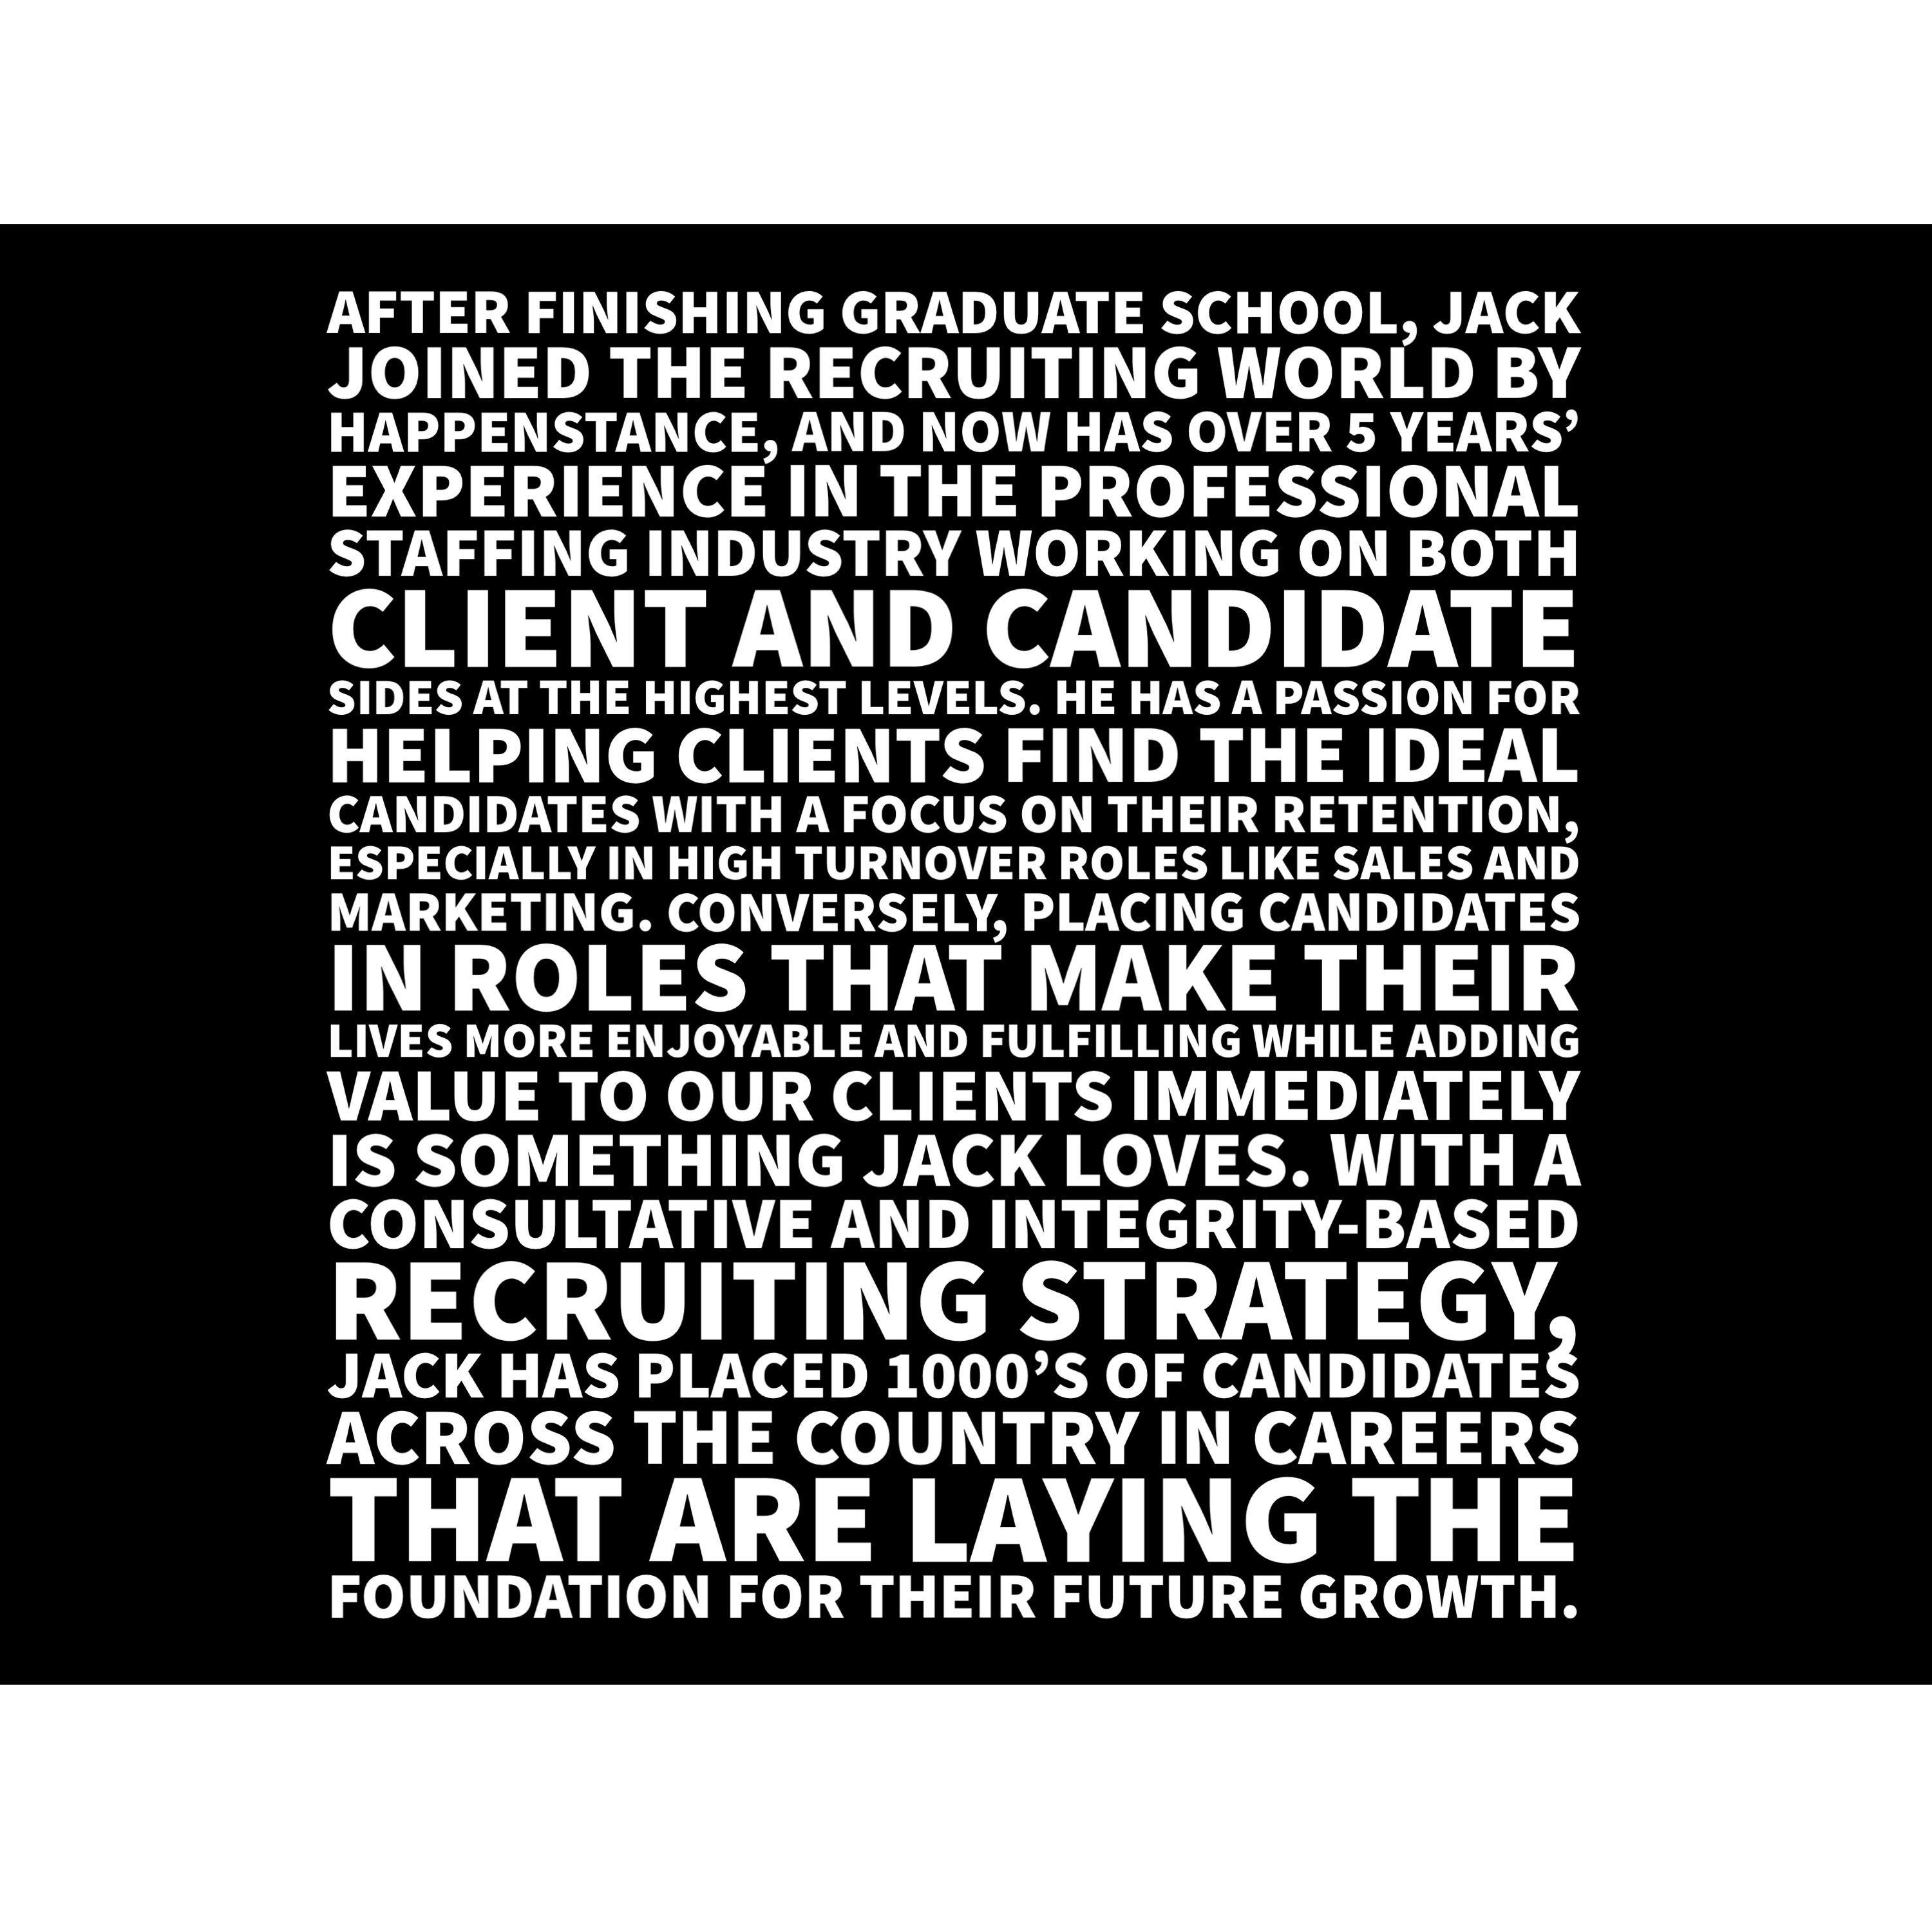 AFTER FINISHING GRADUATE SCHOOL, JACK
JOINED THE RECRUITING WORLD BY
HAPPENSTANCE, AND NOW HAS OVER 5 YEARS’
EXPERIENCE IN THE PROFESSIONAL
STAFFING INDUSTRY WORKING ON BOTH
CLIENT AND CANDIDATE
SIDES AT THE HIGHEST LEVELS. HE HAS A PASSION FOR
HELPING CLIENTS FIND THE IDEAL
CANDIDATES WITH A FOCUS ON THEIR RETENTION,
ESPECIALLY IN HIGH TURNOVER ROLES LIKE SALES AND
MARKETING. CONVERSELY, PLACING CANDIDATES
IN ROLES THAT MAKE THEIR
LIVES MORE ENJOYABLE AND FULFILLING WHILE ADDING
VALUE TO OUR CLIENTS IMMEDIATELY
IS SOMETHING JACK LOVES. WITH A
CONSULTATIVE AND INTEGRITY-BASED
RECRUITING STRATEGY,
JACK HAS PLACED 1000’S OF CANDIDATES
ACROSS THE COUNTRY IN CAREERS
THAT ARE LAYING THE
FOUNDATION FOR THEIR FUTURE GROWTH.